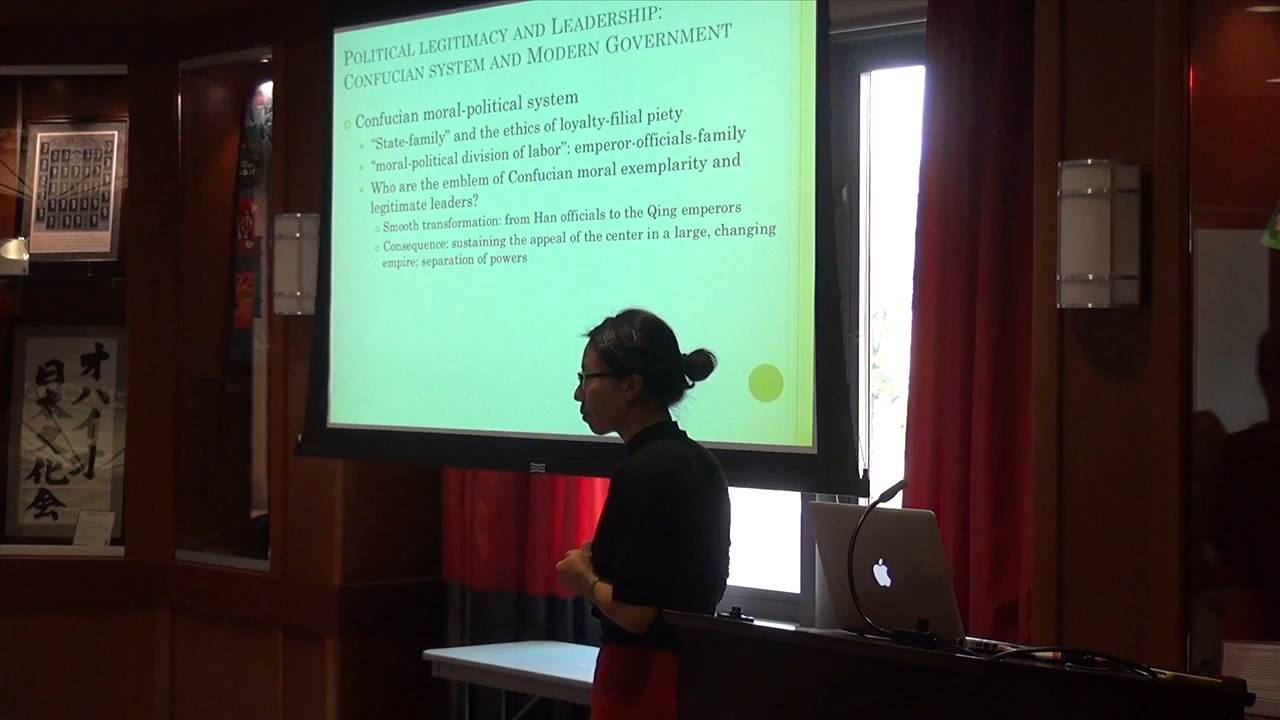 POLITICAL LEGITIMACY AND LEADERSHIP:
CONFUCIAN SYSTEM AND MODERN GOVERNMENT
Confucian moral-political system
"State-family" and the ethics of loyalty-filial piety
"moral-political division of labor": emperor-officials-family
Who are the emblem of Confucian moral exemplarity and
legitimate leaders?
Smooth transformation: from Han officials to the Qing emperors
Consequence: sustaining the appeal of the center in a large, changing
empire; separation of powers
オハイオ
日本文化会